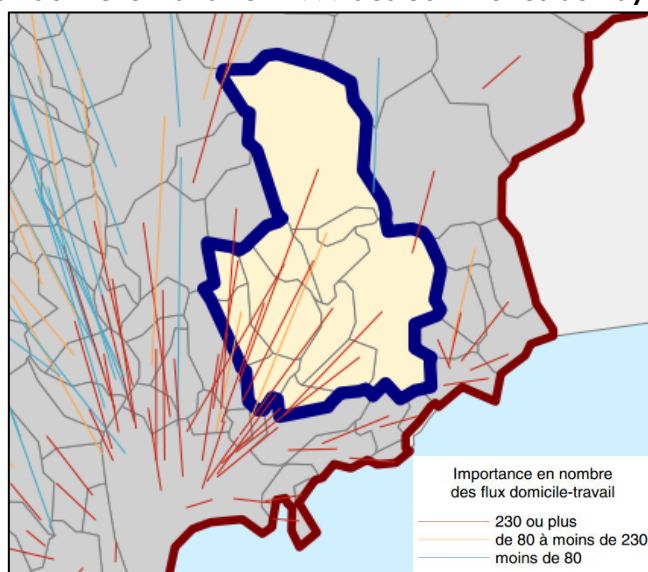 Importance en nombre
des flux domicile-travail
230 ou plus
de 80 à moins de 230
moins de 80